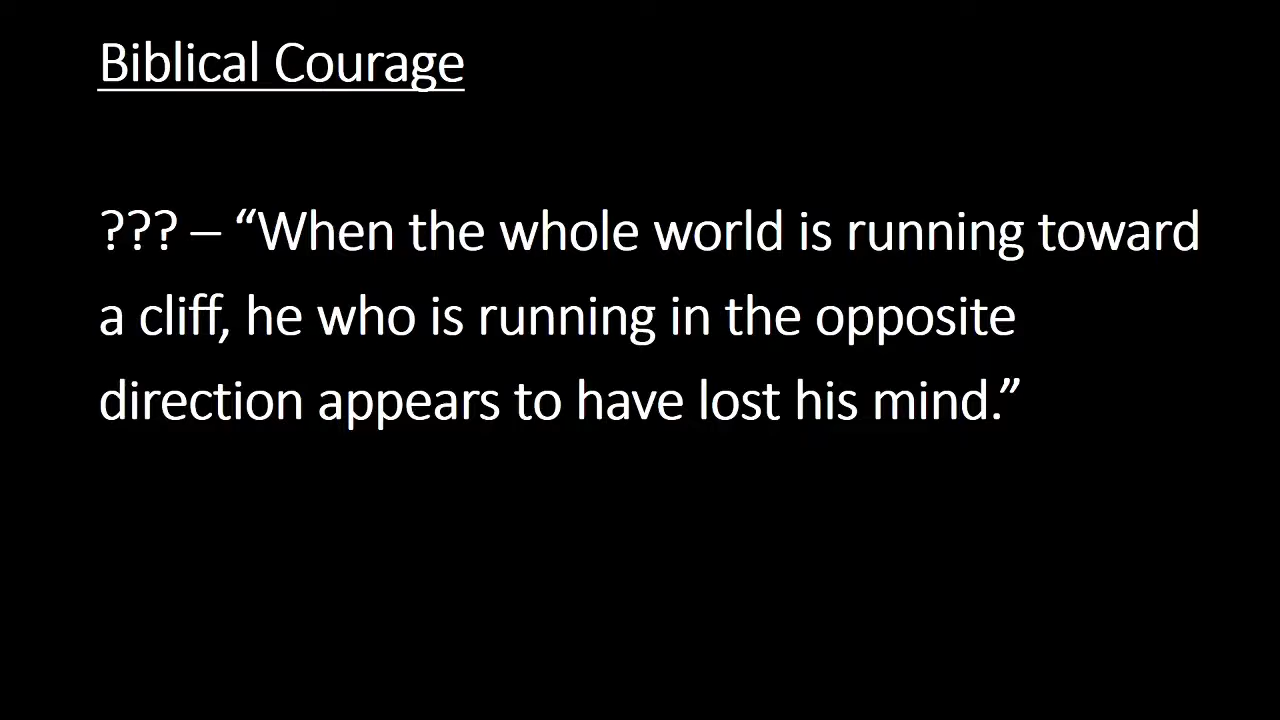 Biblical Courage
??? – “When the whole world is running toward
a cliff, he who is running in the opposite
direction appears to have lost his mind.”